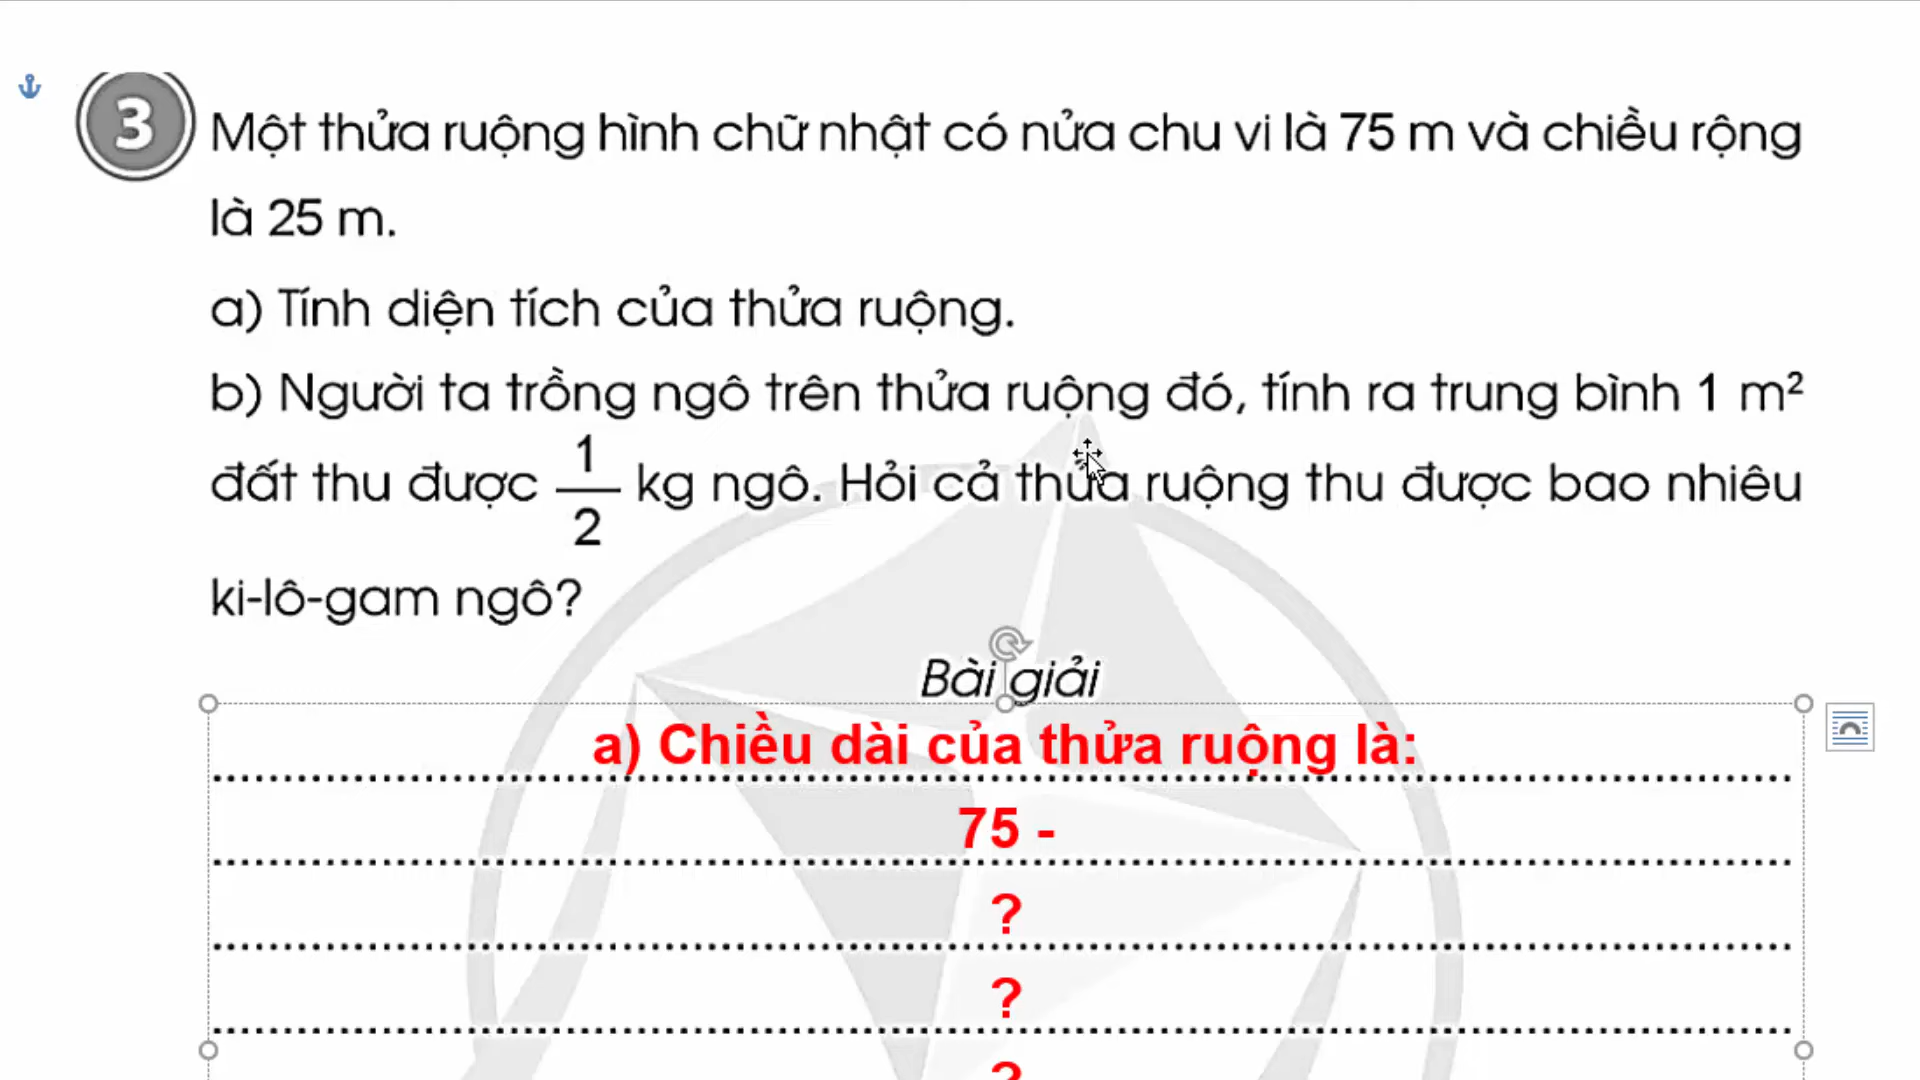 3 Một thửa ruộng hình chữ nhật có nửa chu vi là 75 m và chiều rộng
là 25 m.
a) Tính diện tích của thửa ruộng.
b) Người ta trồng ngô trên thửa ruộng đó, tính ra trung bình 1 m²
đất thu được 1/2 kg ngô. Hỏi cả thửa ruộng thu được bao nhiêu
ki-lô-gam ngô?
Bài giải
a) Chiều dài của thửa ruộng là:
75 -
?
?
?